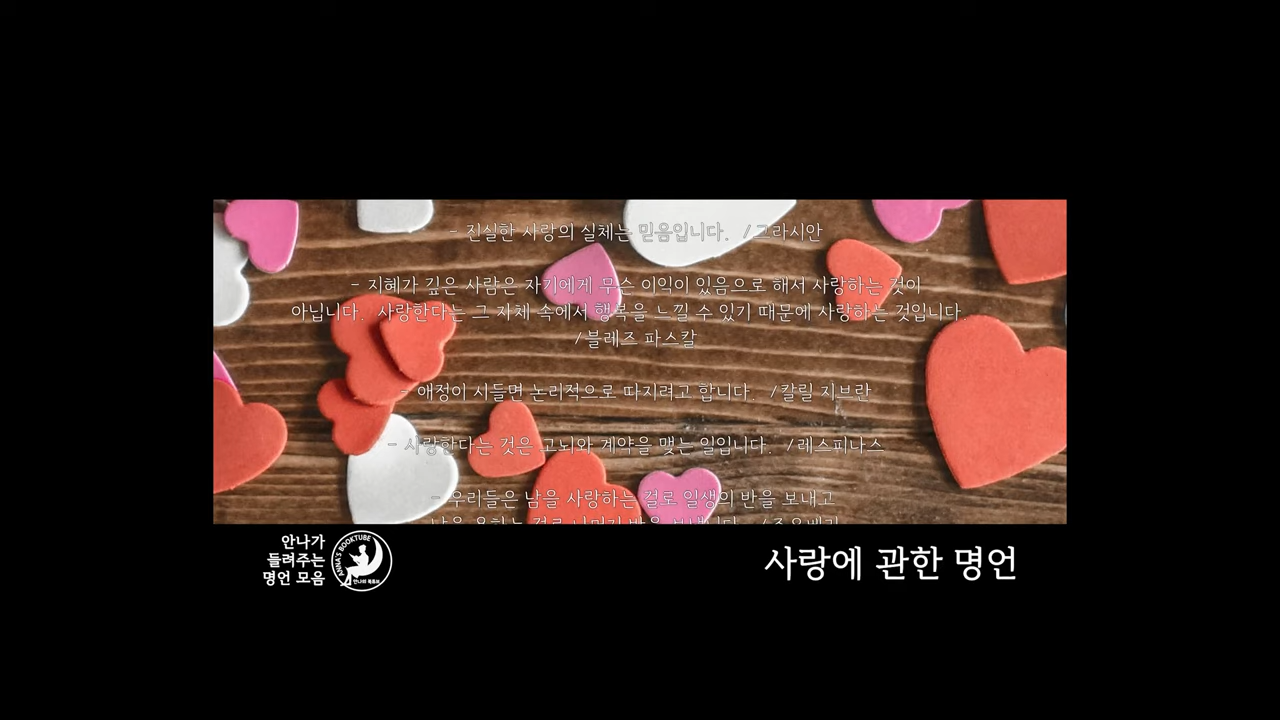 - 진실한 사랑의 실체는 믿음입니다.  /그라시안
- 지혜가 깊은 사람은 자기에게 무슨 이익이 있음으로 해서 사랑하는 것이
아닙니다.  사랑한다는 그 자체 속에서 행복을 느낄 수 있기 때문에 사랑하는 것입니다
/블레즈 파스칼
- 애정이 시들면 논리적으로 따지려고 합니다.  /칼릴 지브란
- 사랑한다는 것은 고뇌와 계약을 맺는 일입니다.  /레스피나스
- 우리들은 남을 사랑하는 걸로 일생의 반을 보내고
안나가
들려주는
명언 모음
ANNA'S BOOKTUBE
사랑에 관한 명언